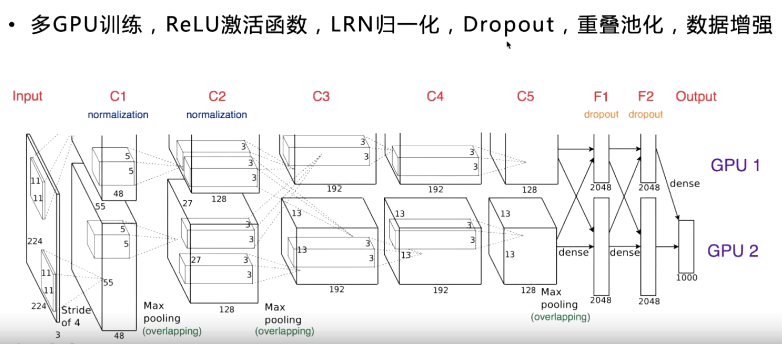 • 多GPU训练，ReLU激活函数，LRN归一化，Dropout，重叠池化，数据增强
Input C1 C2 C3 C4 C5 F1 F2 Output
normalization normalization dropout dropout
GPU 1
GPU 2
11
11
224
11
11
224
3
Stride
of 4
5
5
48
55
5
5
55
48
Max
pooling
(overlapping)
3
3
3
128
27
3
27
3
128
Max
pooling
(overlapping)
3
3
192
13
3
13
3
192
3
3
192
13
3
13
3
192
128
13
13
128
Max
pooling
(overlapping)
dense
2048
2048
dense
2048
2048
dense
1000